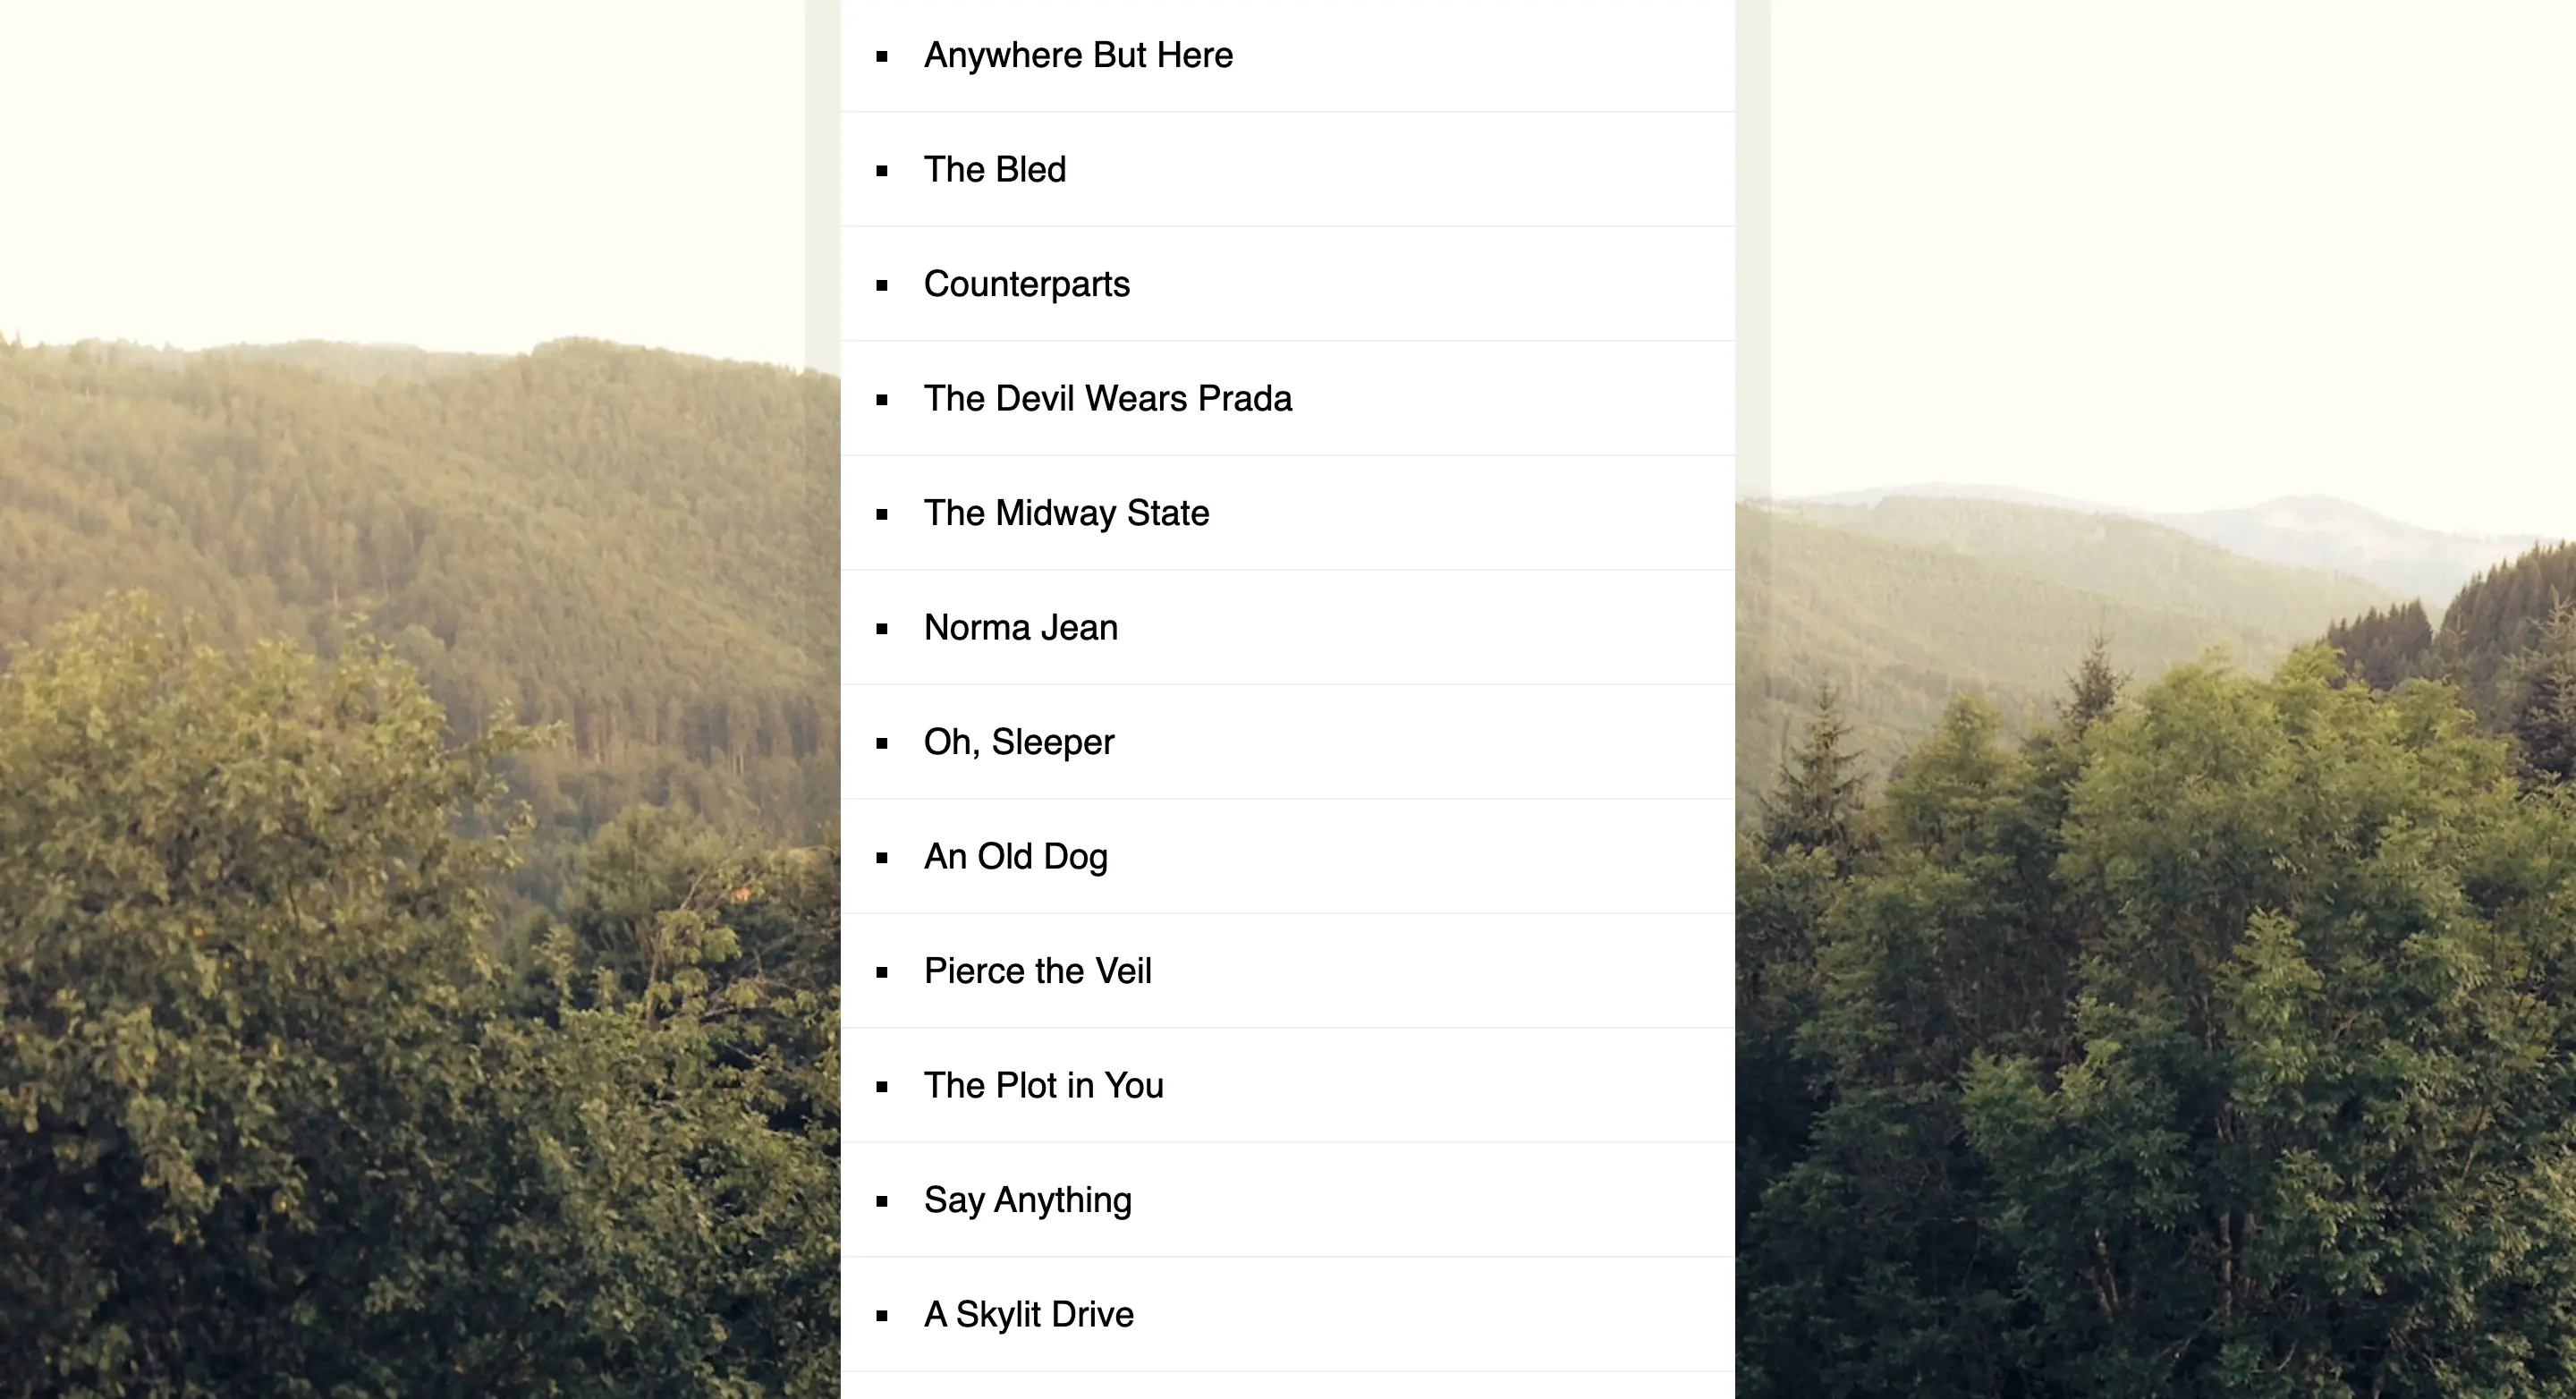 Anywhere But Here
The Bled
Counterparts
The Devil Wears Prada
The Midway State
Norma Jean
Oh, Sleeper
An Old Dog
Pierce the Veil
The Plot in You
Say Anything
A Skylit Drive